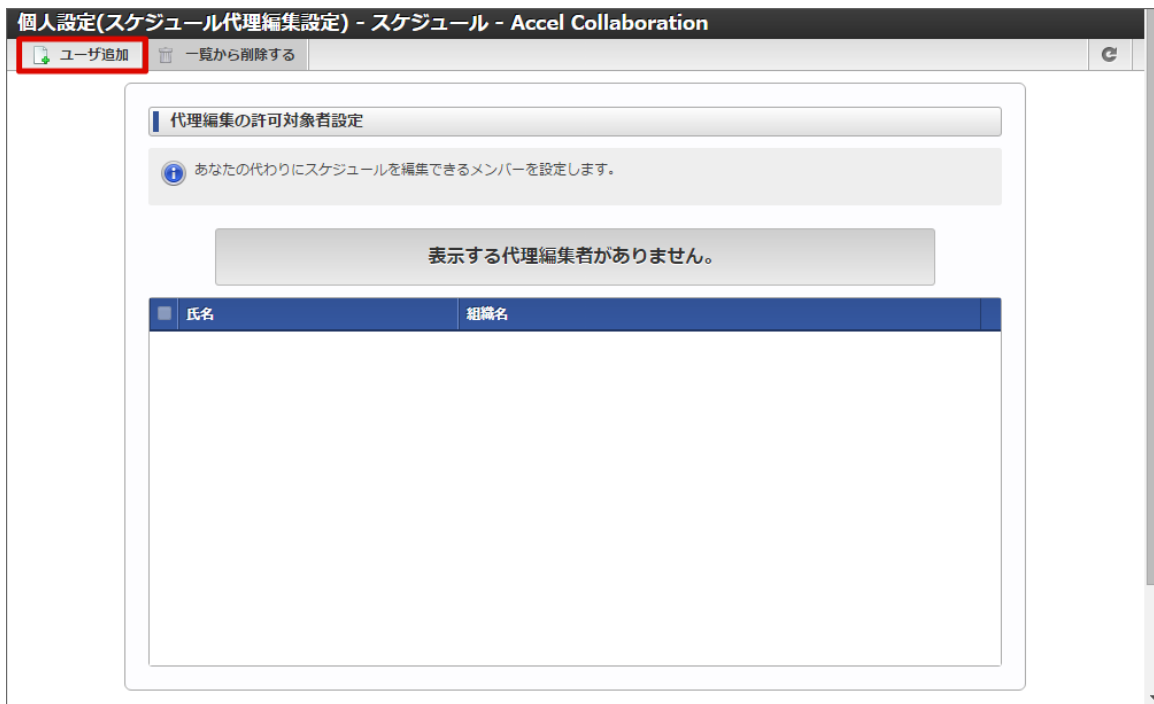 個人設定(スケジュール代理編集設定) - スケジュール - Accel Collaboration
ユーザ追加 一覧から削除する
代理編集の許可対象者設定
あなたの代わりにスケジュールを編集できるメンバーを設定します。
表示する代理編集者がありません。
氏名 組織名